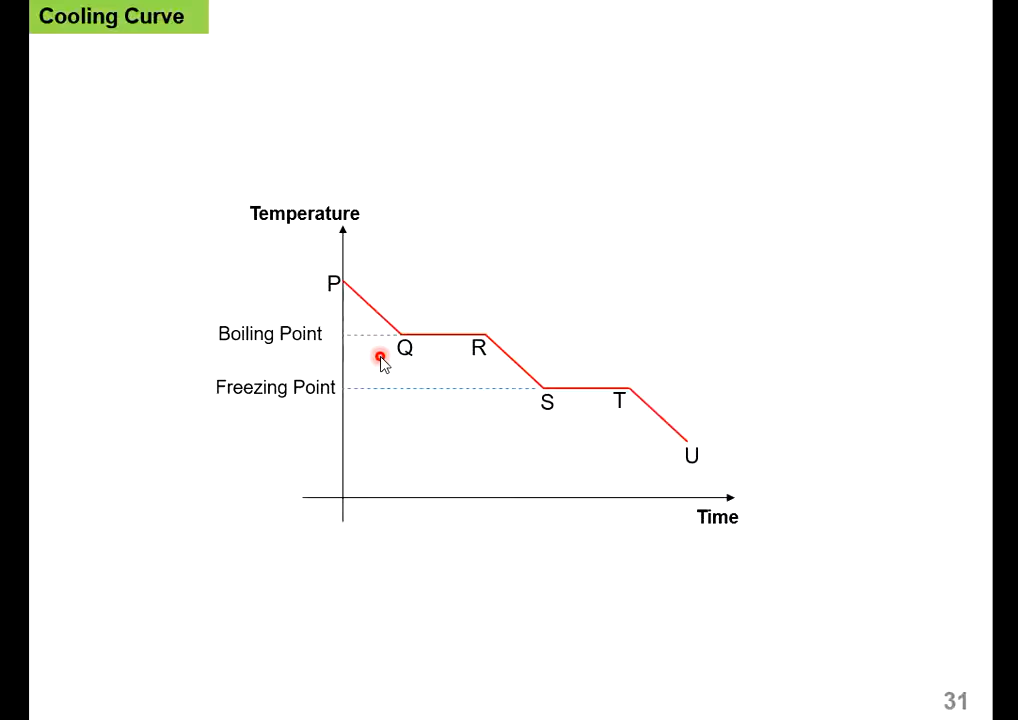 Cooling Curve
Temperature
P
Boiling Point
Q
R
Freezing Point
S
T
U
Time
31